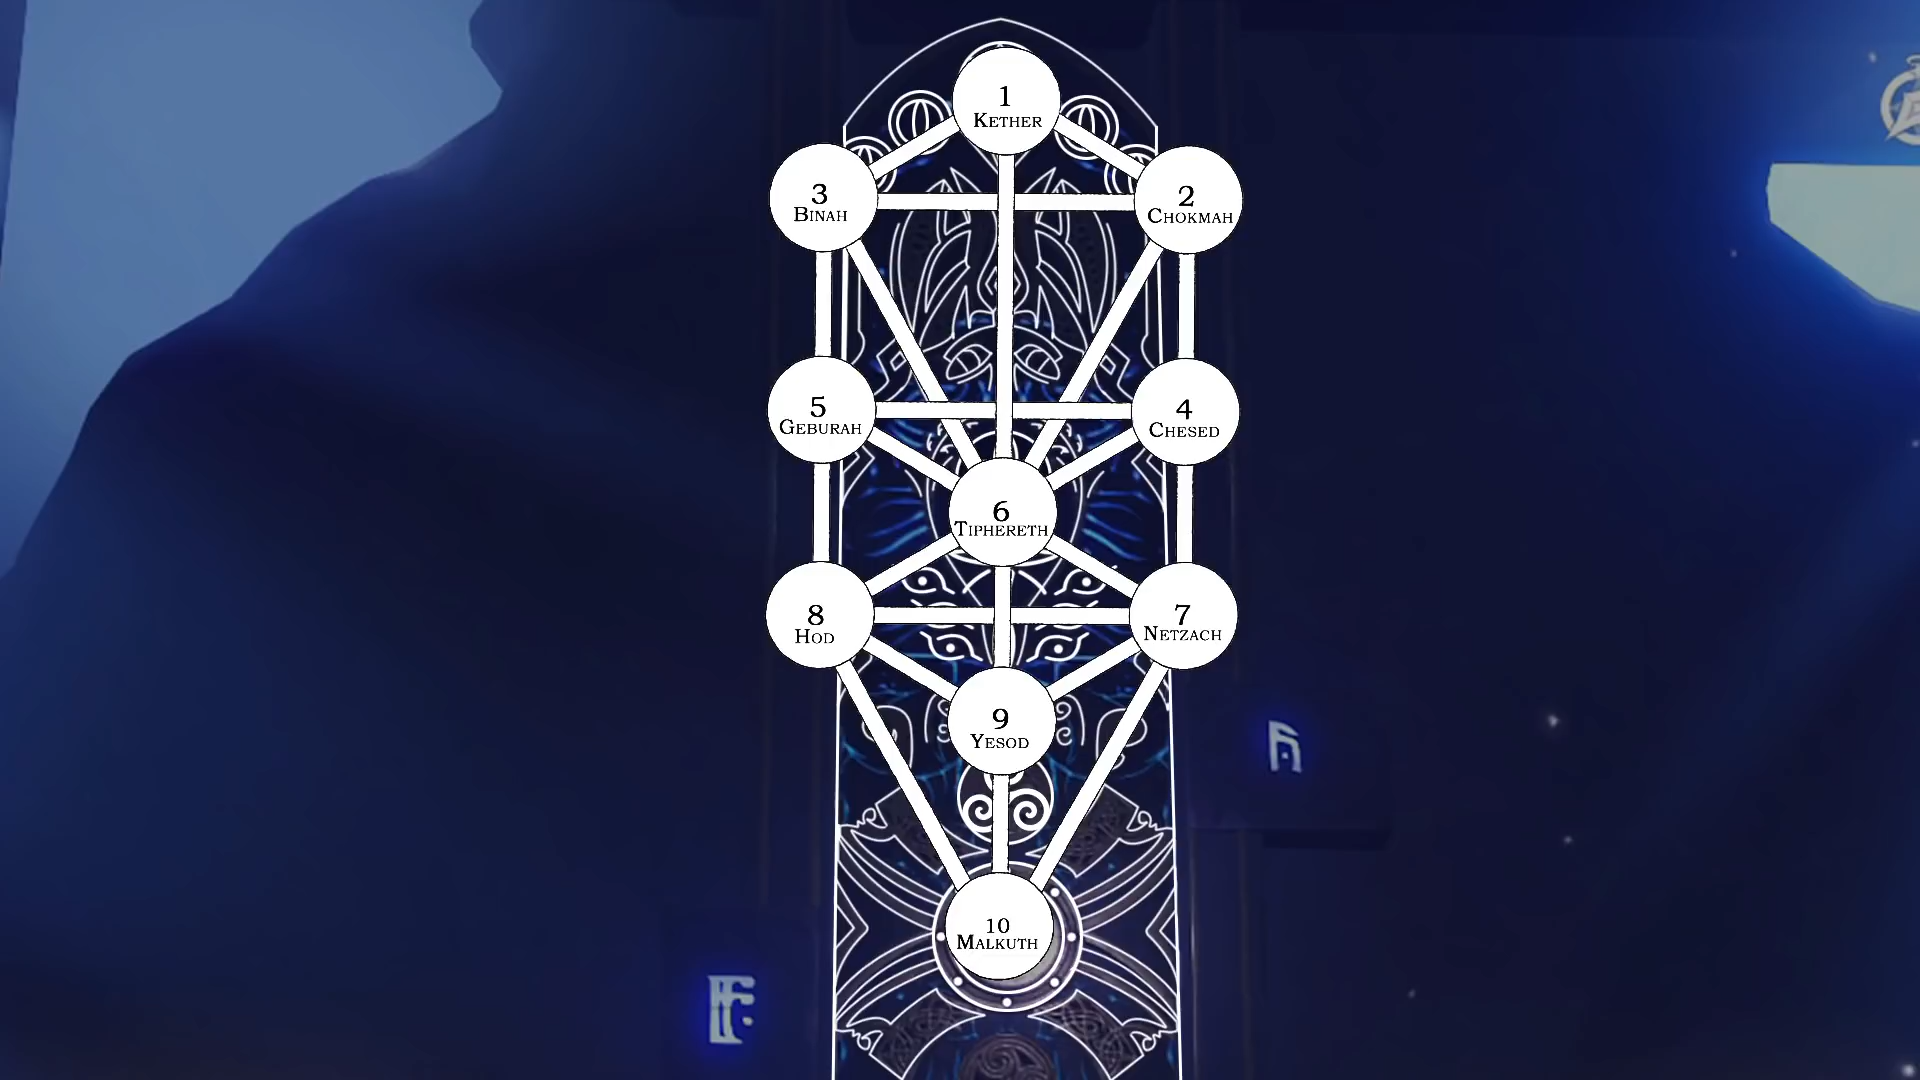 1
KETHER
3
BINAH
2
CHOKMAH
5
GEBURAH
4
CHESED
6
TIPHERETH
8
HOD
7
NETZACH
9
YESOD
10
MALKUTH